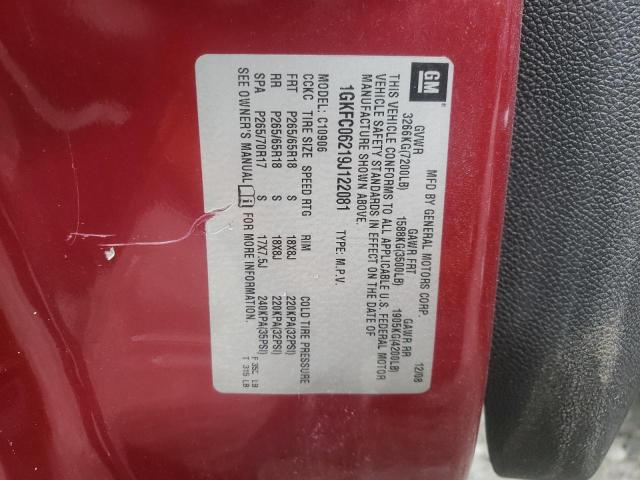 GM
MFD BY GENERAL MOTORS CORP. 12/08
GVWR GAWR FRT GAWR RR
3266KG(7200LB) 1588KG(3500LB) 1905KG(4200LB)
THIS VEHICLE CONFORMS TO ALL APPLICABLE U.S. FEDERAL MOTOR
VEHICLE SAFETY STANDARDS IN EFFECT ON THE DATE OF
MANUFACTURE SHOWN ABOVE.
1GKFC06219J122081 TYPE: M.P.V.
MODEL: C10906
CCKC TIRE SIZE SPEED RTG RIM COLD TIRE PRESSURE
FRT P265/65R18 S 18X8J 220KPA(32PSI)
RR P265/65R18 S 18X8J 220KPA(32PSI)
SPA P265/70R17 S 17X7.5J 240KPA(35PSI)
SEE OWNER'S MANUAL i FOR MORE INFORMATION.
F 35C LB
T 315 LB